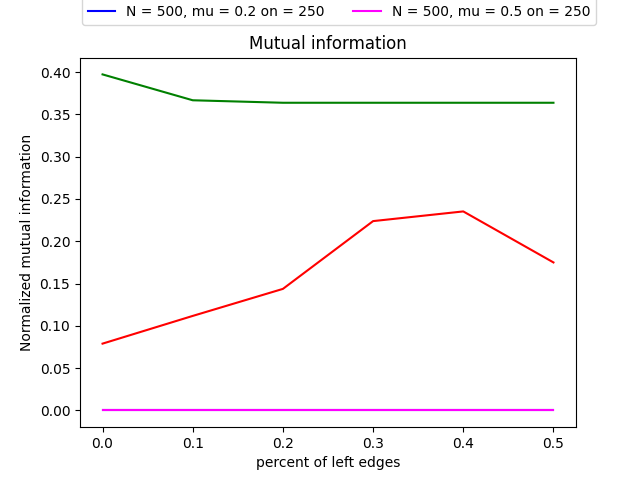 N = 500, mu = 0.2 on = 250 N = 500, mu = 0.5 on = 250
Mutual information
Normalized mutual information
0.40
0.35
0.30
0.25
0.20
0.15
0.10
0.05
0.00
0.0 0.1 0.2 0.3 0.4 0.5
percent of left edges